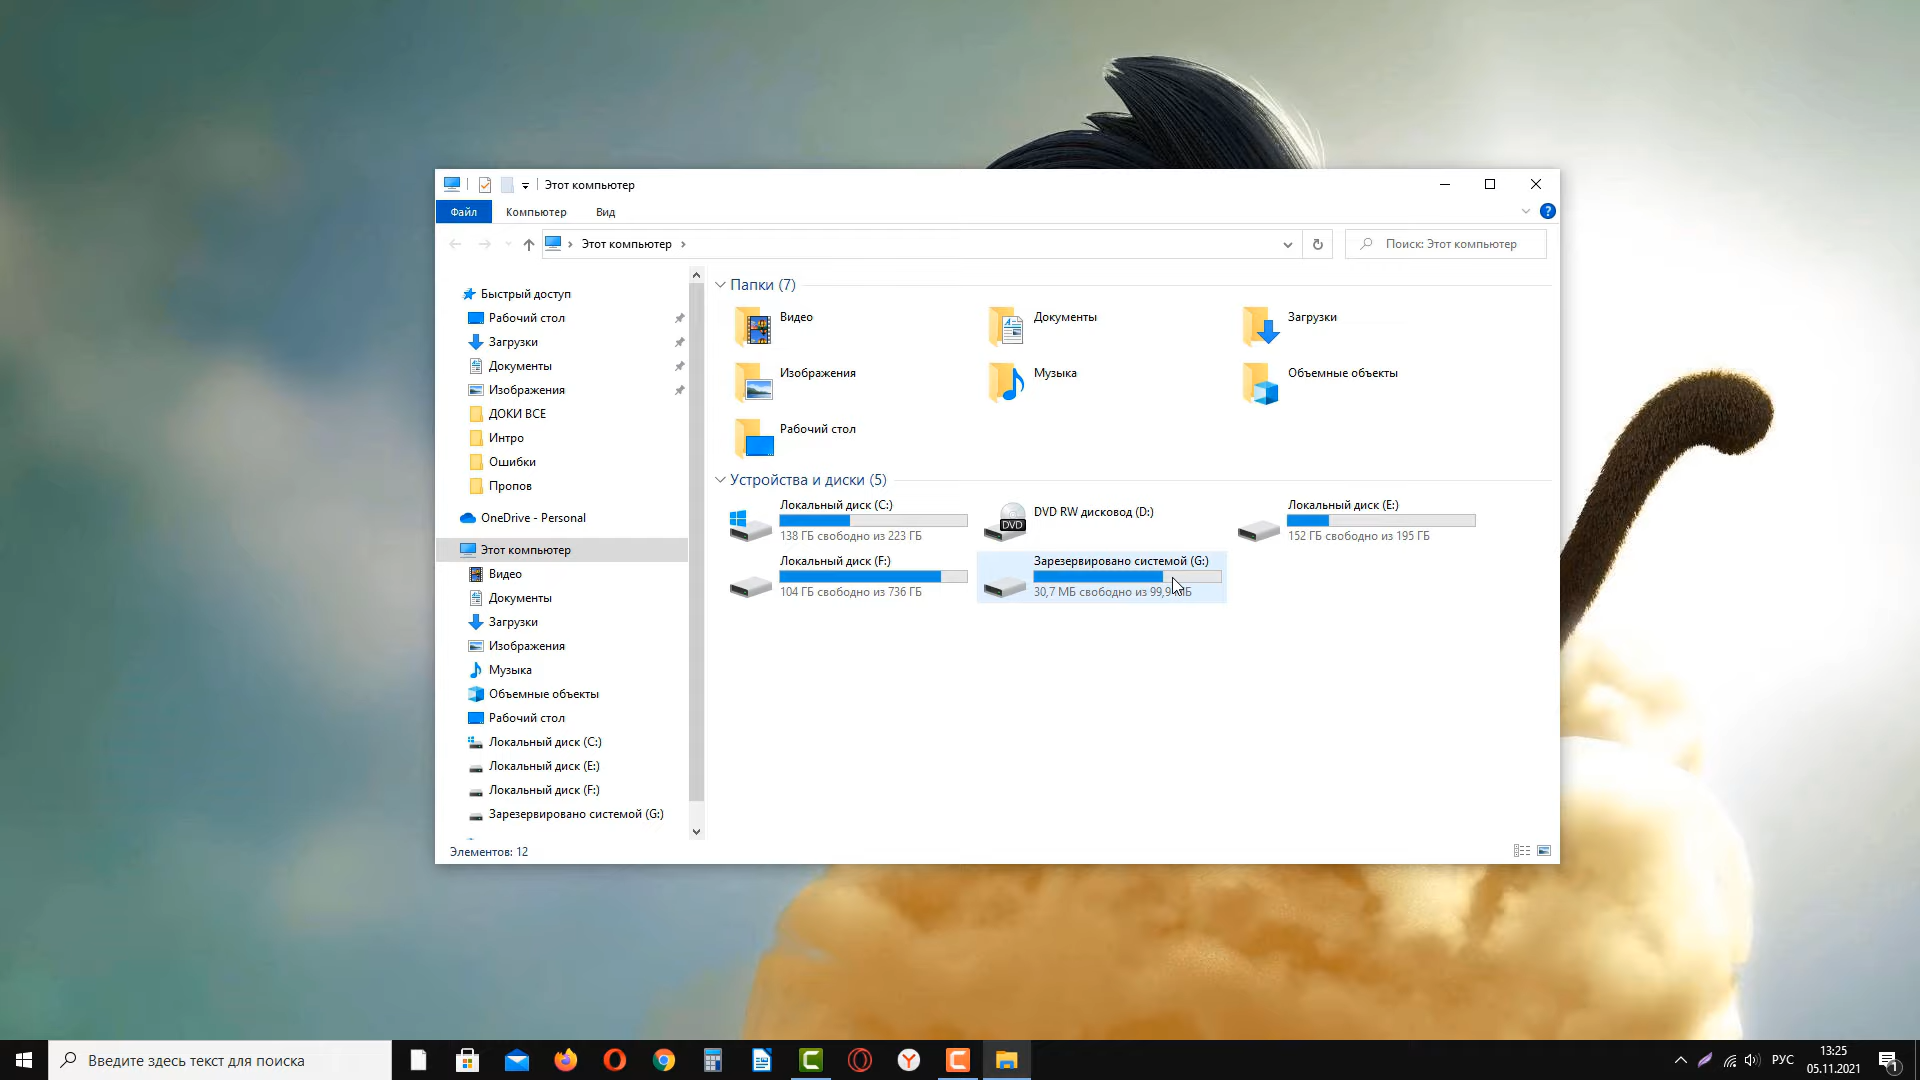 Этот компьютер
Файл
Компьютер
Вид
?
Этот компьютер
Поиск: Этот компьютер
Быстрый доступ
Рабочий стол
Загрузки
Документы
Изображения
ДОКИ ВСЕ
Интро
Ошибки
Пропов
OneDrive - Personal
Этот компьютер
Видео
Документы
Загрузки
Изображения
Музыка
Объемные объекты
Рабочий стол
Локальный диск (C:)
Локальный диск (E:)
Локальный диск (F:)
Зарезервировано системой (G:)
Папки (7)
Видео
Документы
Загрузки
Изображения
Музыка
Объемные объекты
Рабочий стол
Устройства и диски (5)
Локальный диск (C:)
138 ГБ свободно из 223 ГБ
DVD
DVD RW дисковод (D:)
Локальный диск (E:)
152 ГБ свободно из 195 ГБ
Локальный диск (F:)
104 ГБ свободно из 736 ГБ
Зарезервировано системой (G:)
30,7 МБ свободно из 99,9 МБ
Элементов: 12
Введите здесь текст для поиска
РУС
13:25
05.11.2021
1